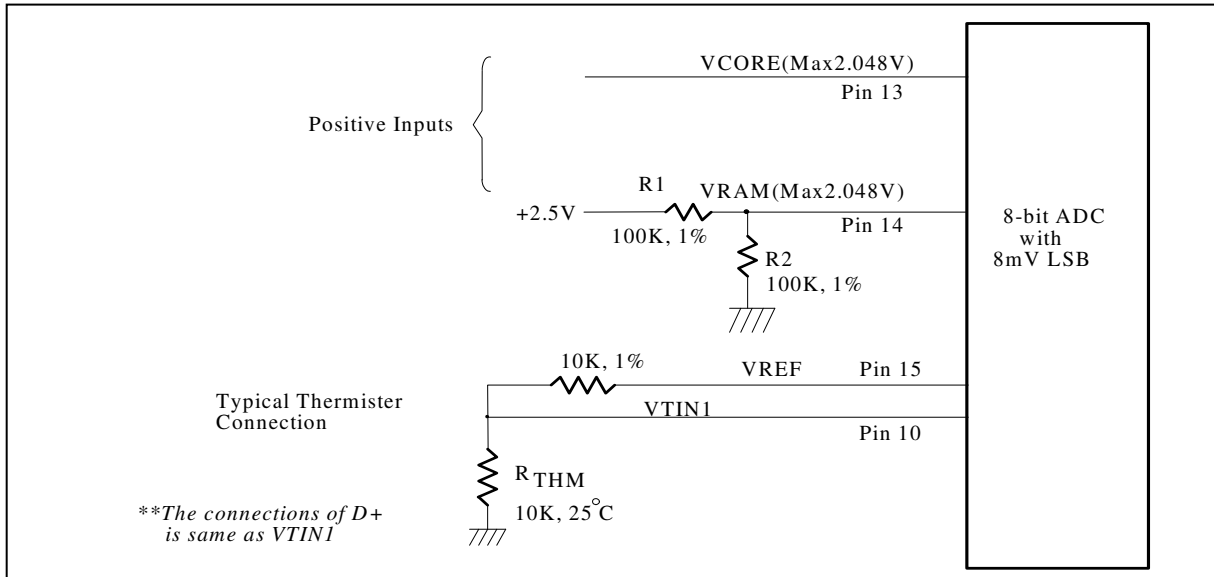 VCORE(Max2.048V)
Pin 13
Positive Inputs
R1
VRAM(Max2.048V)
+2.5V
Pin 14
100K, 1%
R2
100K, 1%
8-bit ADC
with
8mV LSB
10K, 1%
VREF
Pin 15
Typical Thermister
Connection
VTIN1
Pin 10
RTHM
10K, 25°C
**The connections of D+
is same as VTIN1